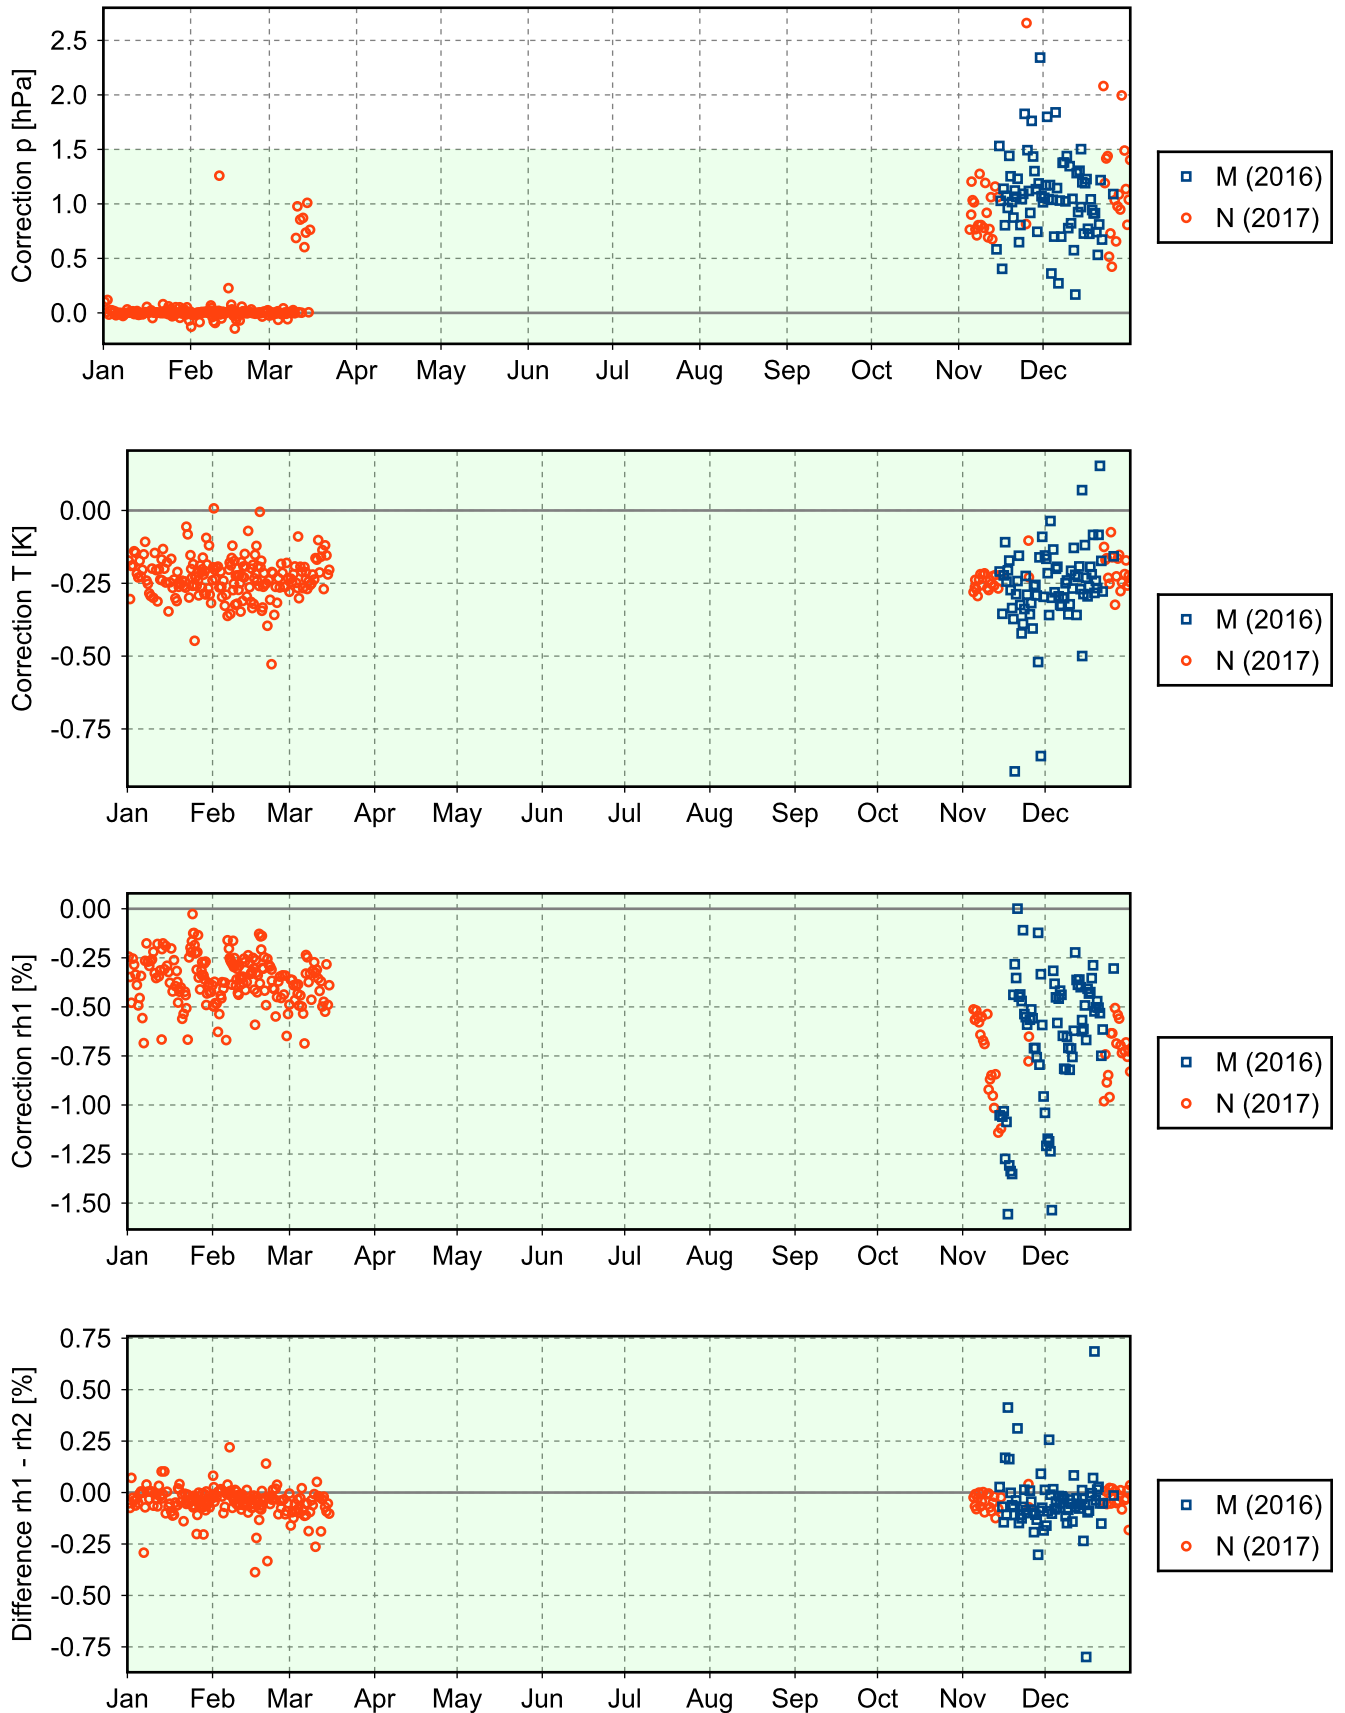 Correction p [hPa]
2.5
2.0
1.5
1.0
0.5
0.0
Jan Feb Mar Apr May Jun Jul Aug Sep Oct Nov Dec
M (2016)
N (2017)
Correction T [K]
0.00
-0.25
-0.50
-0.75
Jan Feb Mar Apr May Jun Jul Aug Sep Oct Nov Dec
M (2016)
N (2017)
Correction rh1 [%]
0.00
-0.25
-0.50
-0.75
-1.00
-1.25
-1.50
Jan Feb Mar Apr May Jun Jul Aug Sep Oct Nov Dec
M (2016)
N (2017)
Difference rh1 - rh2 [%]
0.75
0.50
0.25
0.00
-0.25
-0.50
-0.75
Jan Feb Mar Apr May Jun Jul Aug Sep Oct Nov Dec
M (2016)
N (2017)